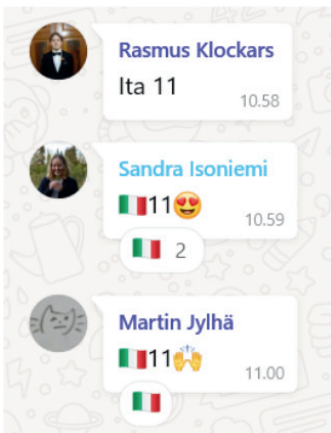 Rasmus Klockars
Ita 11
10.58
Sandra Isoniemi
🇮🇹11😍
10.59
🇮🇹 2
Martin Jylhä
🇮🇹11🙌
11.00
🇮🇹